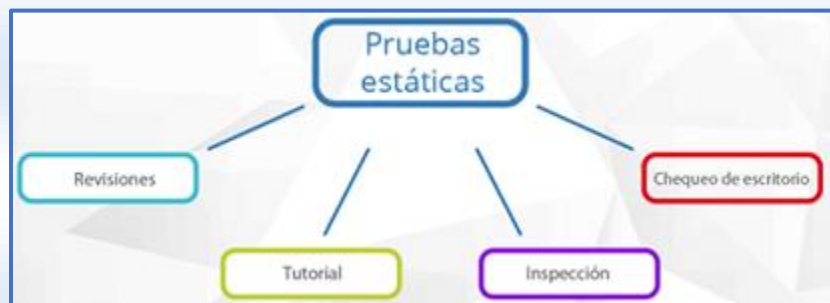 Pruebas
estáticas
Revisiones
Chequeo de escritorio
Tutorial
Inspección